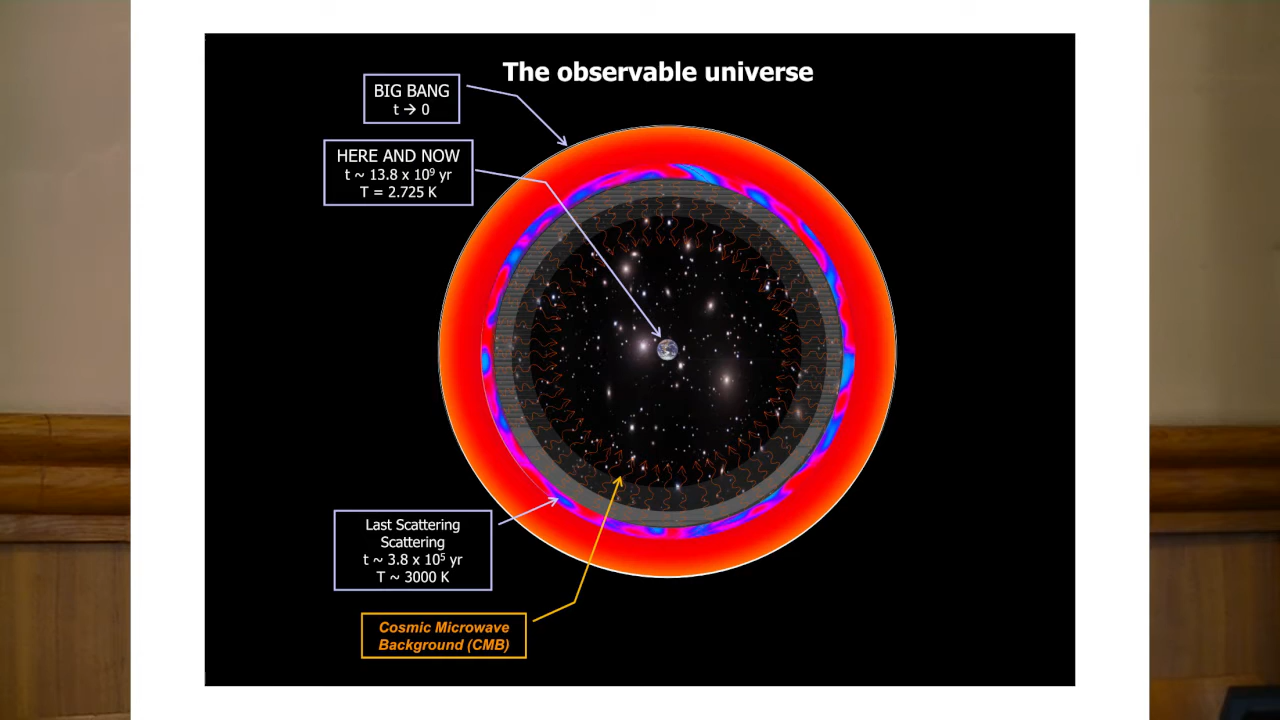 The observable universe
BIG BANG
t → 0
HERE AND NOW
t ~ 13.8 x 10⁹ yr
T = 2.725 K
Last Scattering
Scattering
t ~ 3.8 x 10⁵ yr
T ~ 3000 K
Cosmic Microwave
Background (CMB)